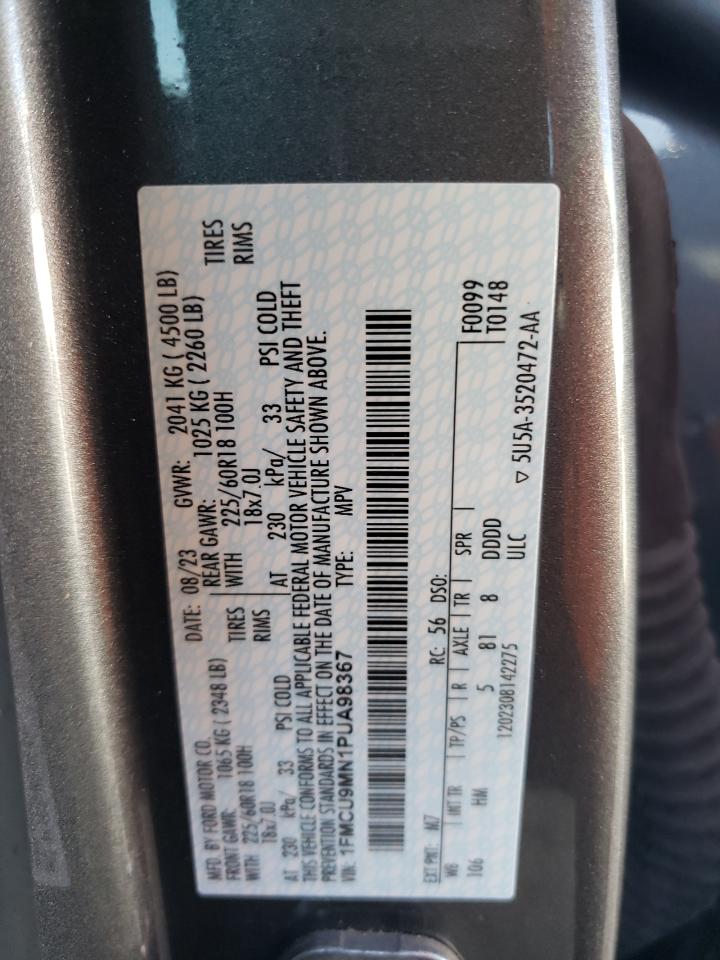 MFD. BY FORD MOTOR CO. DATE: 08/23 GVWR: 2041 KG ( 4500 LB)
FRONT GAWR: 1065 KG ( 2348 LB) REAR GAWR: 1025 KG ( 2260 LB)
WITH 225/60R18 100H TIRES WITH 225/60R18 100H TIRES
18x7.0J RIMS 18x7.0J RIMS
AT 230 kPa/ 33 PSI COLD AT 230 kPa/ 33 PSI COLD
THIS VEHICLE CONFORMS TO ALL APPLICABLE FEDERAL MOTOR VEHICLE SAFETY AND THEFT
PREVENTION STANDARDS IN EFFECT ON THE DATE OF MANUFACTURE SHOWN ABOVE.
VIN: 1FMCU9MN1PUA98367 TYPE: MPV
EXT PNT: M7 RC: 56 DSO:
WB INT TR TP/PS R AXLE TR SPR F0099
106 HM 5 81 8 DDDD T0148
1202308142275 ULC
▽ 5U5A-3520472-AA